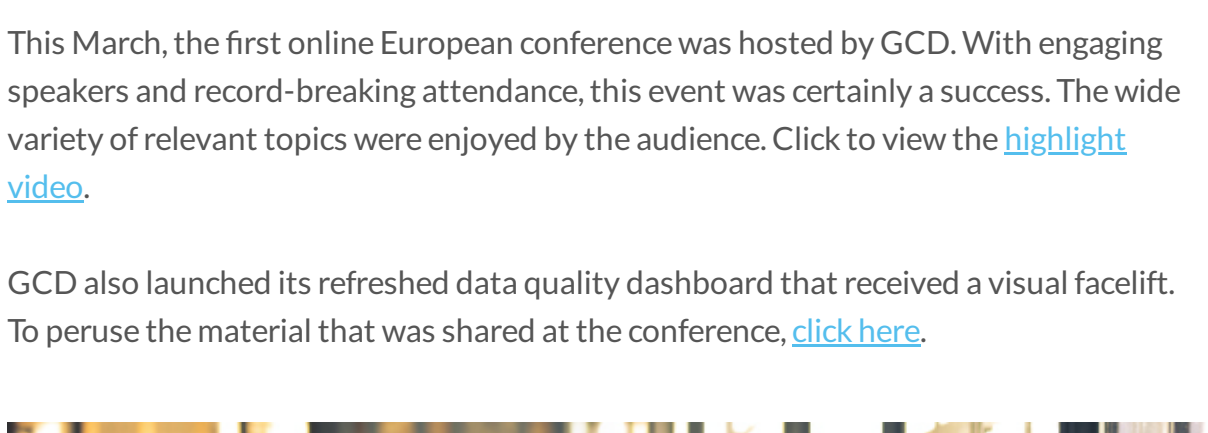 This March, the first online European conference was hosted by GCD. With engaging
speakers and record-breaking attendance, this event was certainly a success. The wide
variety of relevant topics were enjoyed by the audience. Click to view the highlight
video.
GCD also launched its refreshed data quality dashboard that received a visual facelift.
To peruse the material that was shared at the conference, click here.